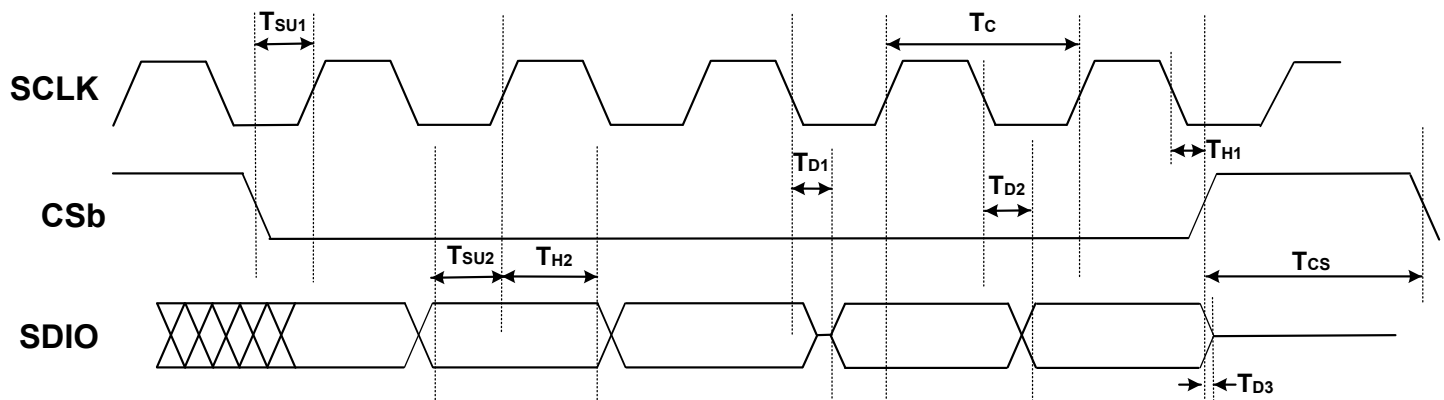 TSU1
TC
SCLK
TD1
TH1
TD2
CSb
TSU2
TH2
TCS
SDIO
TD3